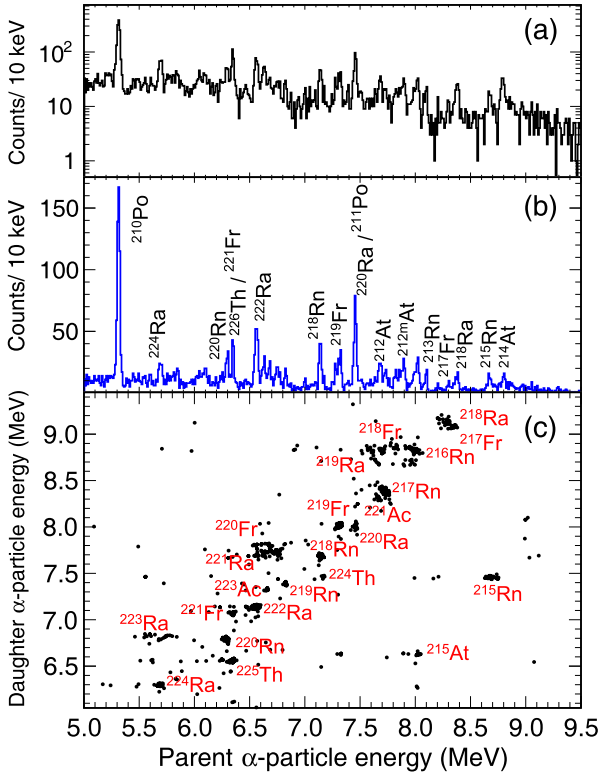 (a)
Counts/ 10 keV
10²
10
1
(b)
Counts/ 10 keV
150
100
50
²¹⁰Po
²²⁴Ra
²²⁰Rn
²²⁶Th / ²²¹Fr
²²²Ra
²¹⁸Rn
²¹⁹Fr
²²⁰Ra / ²¹¹Po
²¹²At
²¹²ᵐAt
²¹³Rn
²¹⁷Fr
²¹⁸Ra
²¹⁵Rn
²¹⁴At
(c)
Daughter α-particle energy (MeV)
9.0
8.5
8.0
7.5
7.0
6.5
²¹⁸Ra
²¹⁸Fr
²¹⁷Fr
²¹⁶Rn
²¹⁹Ra
²¹⁷Rn
²¹⁹Fr
²²¹Ac
²²⁰Fr
²¹⁸Rn
²²⁰Ra
²²¹Ra
²²⁴Th
²²³Ac
²¹⁹Rn
²¹⁵Rn
²²¹Fr
²²²Ra
²²³Ra
²²⁰Rn
²¹⁵At
²²⁵Th
²²⁴Ra
5.0 5.5 6.0 6.5 7.0 7.5 8.0 8.5 9.0 9.5
Parent α-particle energy (MeV)